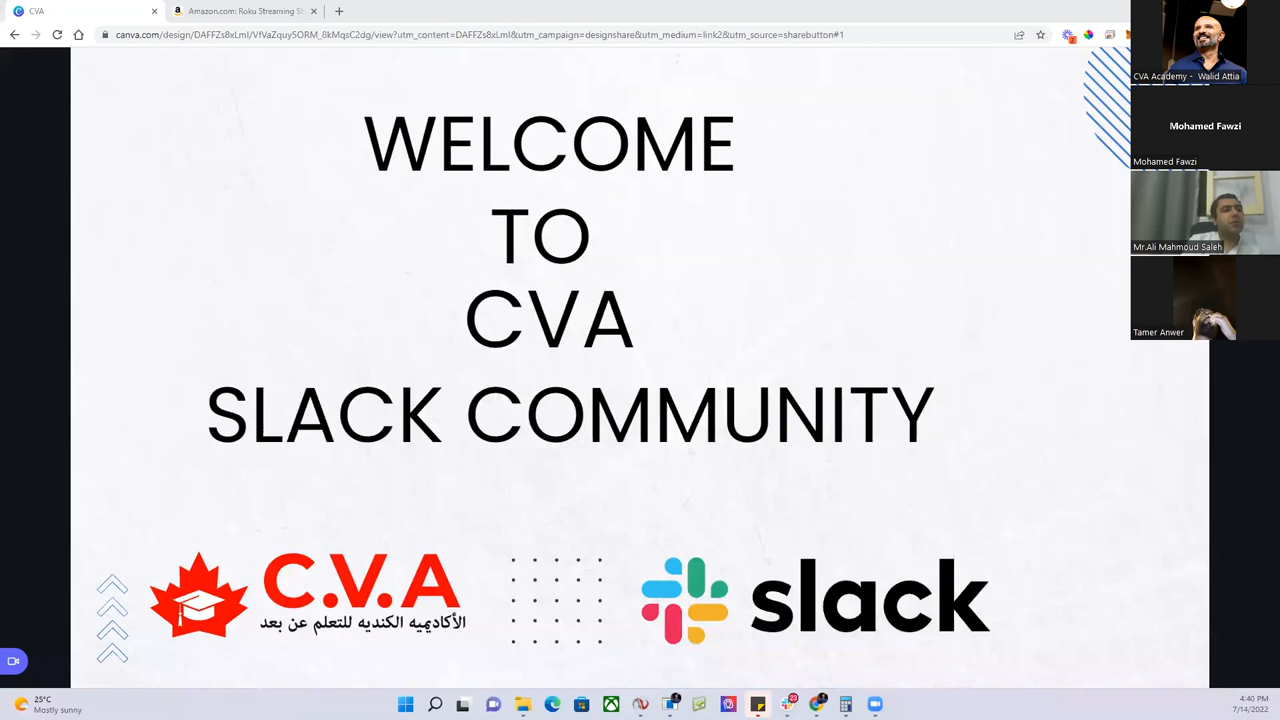 CVA
Amazon.com: Roku Streaming St
canva.com/design/DAFFZs8xLmI/VfVaZquy5ORM_8kMqsC2dg/view?utm_content=DAFFZs8xLmI&utm_campaign=designshare&utm_medium=link2&utm_source=sharebutton#1
WELCOME
TO
CVA
SLACK COMMUNITY
C.V.A
الأكاديميه الكنديه للتعلم عن بعد
slack
CVA Academy - Walid Attia
Mohamed Fawzi
Mohamed Fawzi
Mr.Ali Mahmoud Saleh
Tamer Anwer
25°C
Mostly sunny
4:40 PM
7/14/2022